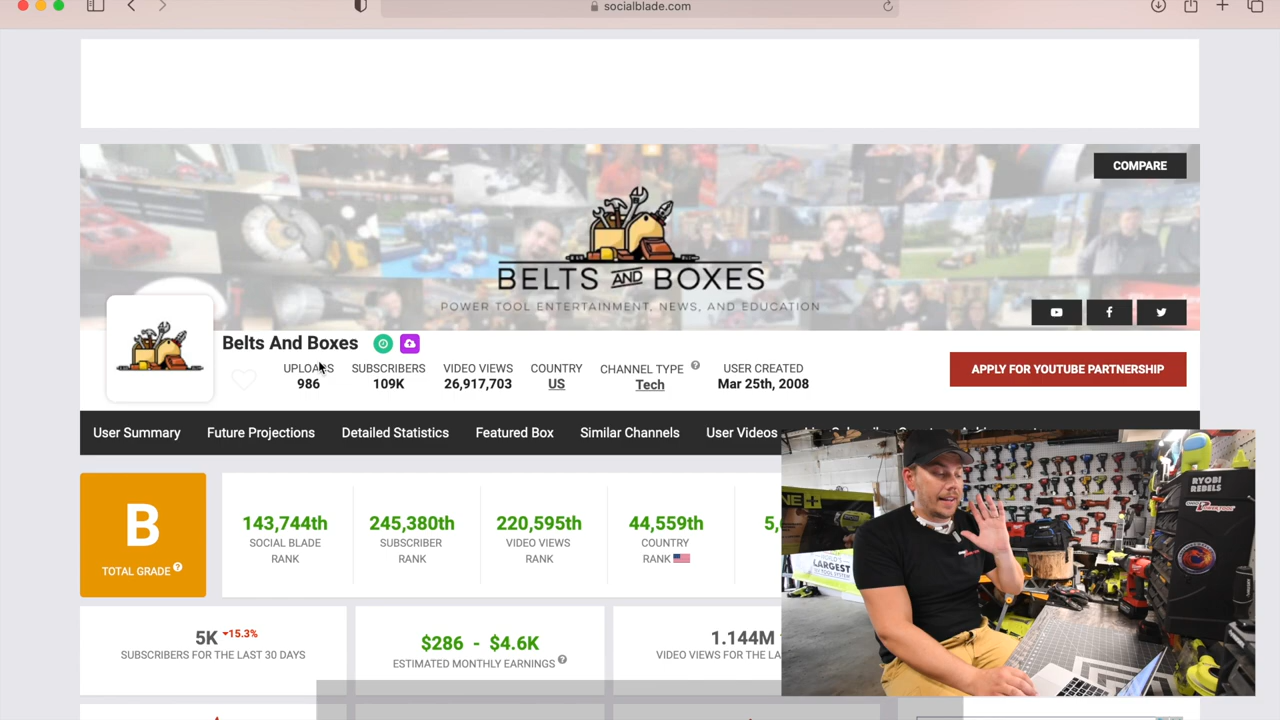 socialblade.com
COMPARE
BELTS AND BOXES
POWER TOOL ENTERTAINMENT, NEWS, AND EDUCATION
Belts And Boxes
UPLOADS SUBSCRIBERS VIDEO VIEWS COUNTRY CHANNEL TYPE USER CREATED
986 109K 26,917,703 US Tech Mar 25th, 2008
APPLY FOR YOUTUBE PARTNERSHIP
User Summary Future Projections Detailed Statistics Featured Box Similar Channels User Videos
B
TOTAL GRADE
143,744th
SOCIAL BLADE
RANK
245,380th
SUBSCRIBER
RANK
220,595th
VIDEO VIEWS
RANK
44,559th
COUNTRY
RANK
5K -15.3%
SUBSCRIBERS FOR THE LAST 30 DAYS
$286 - $4.6K
ESTIMATED MONTHLY EARNINGS
1.144M
VIDEO VIEWS FOR THE
RYOBI
REBELS
LARGEST